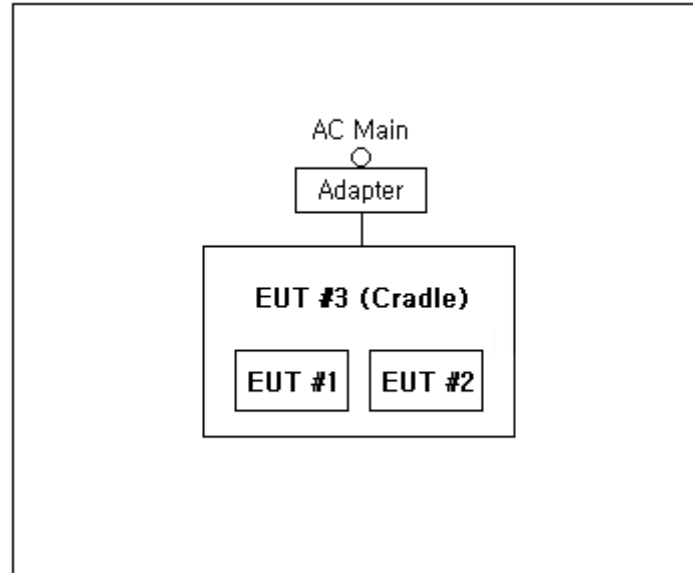 AC Main
Adapter
EUT #3 (Cradle)
EUT #1
EUT #2